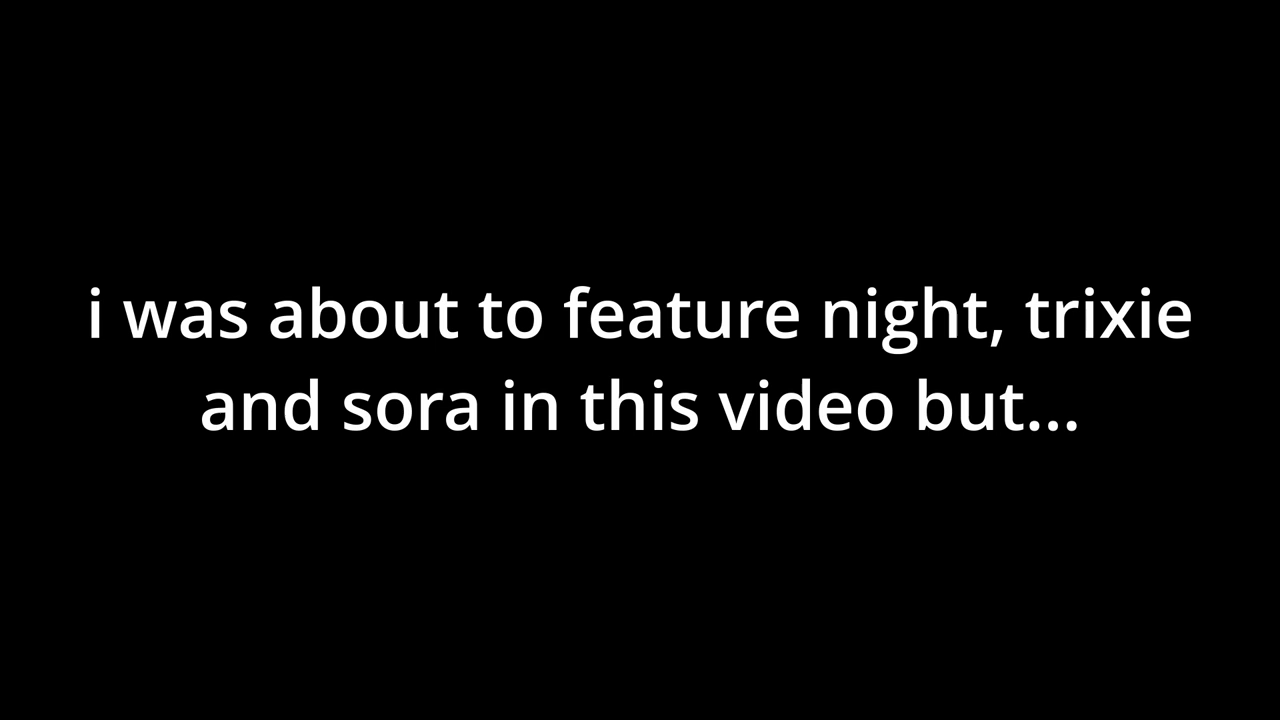 i was about to feature night, trixie
and sora in this video but...